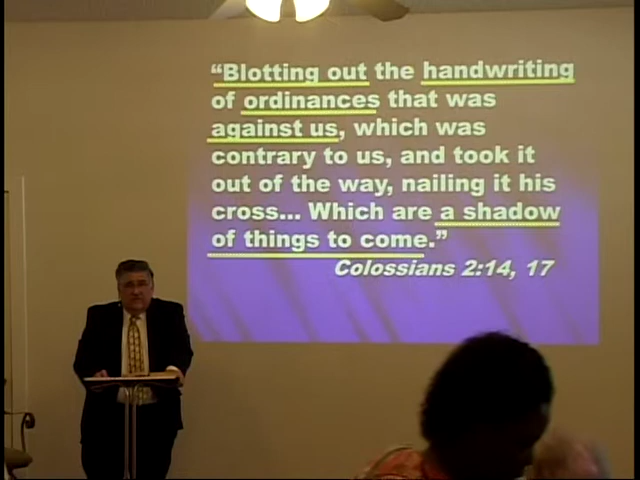 “Blotting out the handwriting
of ordinances that was
against us, which was
contrary to us, and took it
out of the way, nailing it his
cross... Which are a shadow
of things to come.”
Colossians 2:14, 17